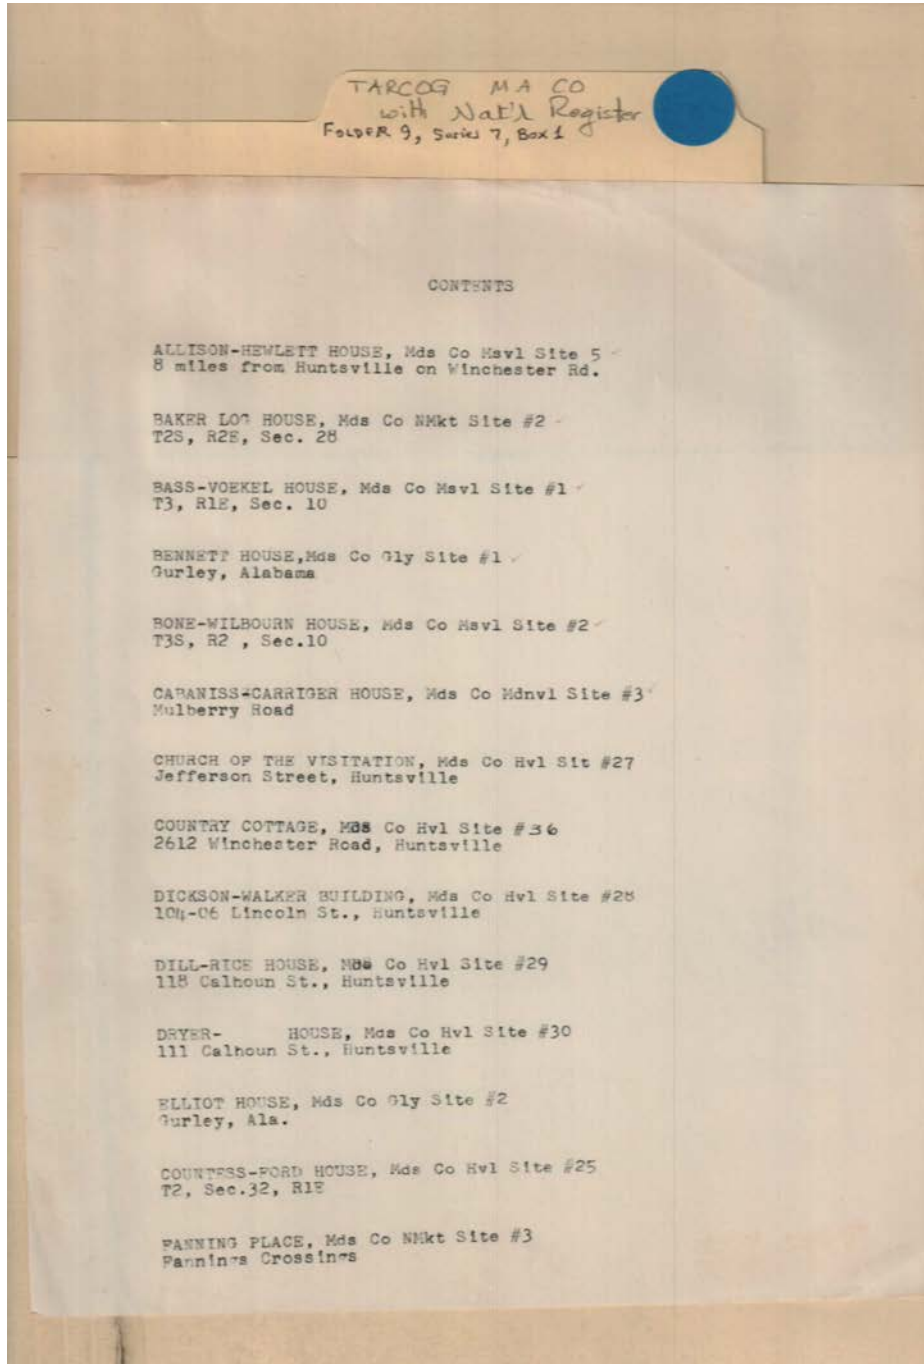 TARCOG MA CO
with Nat'l Register
FOLDER 9, Series 7, Box 1
CONTENTS
ALLISON-HEWLETT HOUSE, Mds Co Msvl Site 5
8 miles from Huntsville on Winchester Rd.
BAKER LOG HOUSE, Mds Co NMkt Site #2
T2S, R2E, Sec. 28
BASS-VOEKEL HOUSE, Mds Co Msvl Site #1
T3, R1E, Sec. 10
BENNETT HOUSE,Mds Co Gly Site #1
Gurley, Alabama
BONE-WILBOURN HOUSE, Mds Co Msvl Site #2
T3S, R2 , Sec.10
CABANISS-CARRIGER HOUSE, Mds Co Mdnvl Site #3
Mulberry Road
CHURCH OF THE VISITATION, Mds Co Hvl Sit #27
Jefferson Street, Huntsville
COUNTRY COTTAGE, Mds Co Hvl Site #36
2612 Winchester Road, Huntsville
DICKSON-WALKER BUILDING, Mds Co Hvl Site #28
104-06 Lincoln St., Huntsville
DILL-RICE HOUSE, Mds Co Hvl Site #29
118 Calhoun St., Huntsville
DRYER- HOUSE, Mds Co Hvl Site #30
111 Calhoun St., Huntsville
ELLIOT HOUSE, Mds Co Gly Site #2
Gurley, Ala.
COUNTESS-FORD HOUSE, Mds Co Hvl Site #25
T2, Sec.32, R1E
FANNING PLACE, Mds Co NMkt Site #3
Fannings Crossings